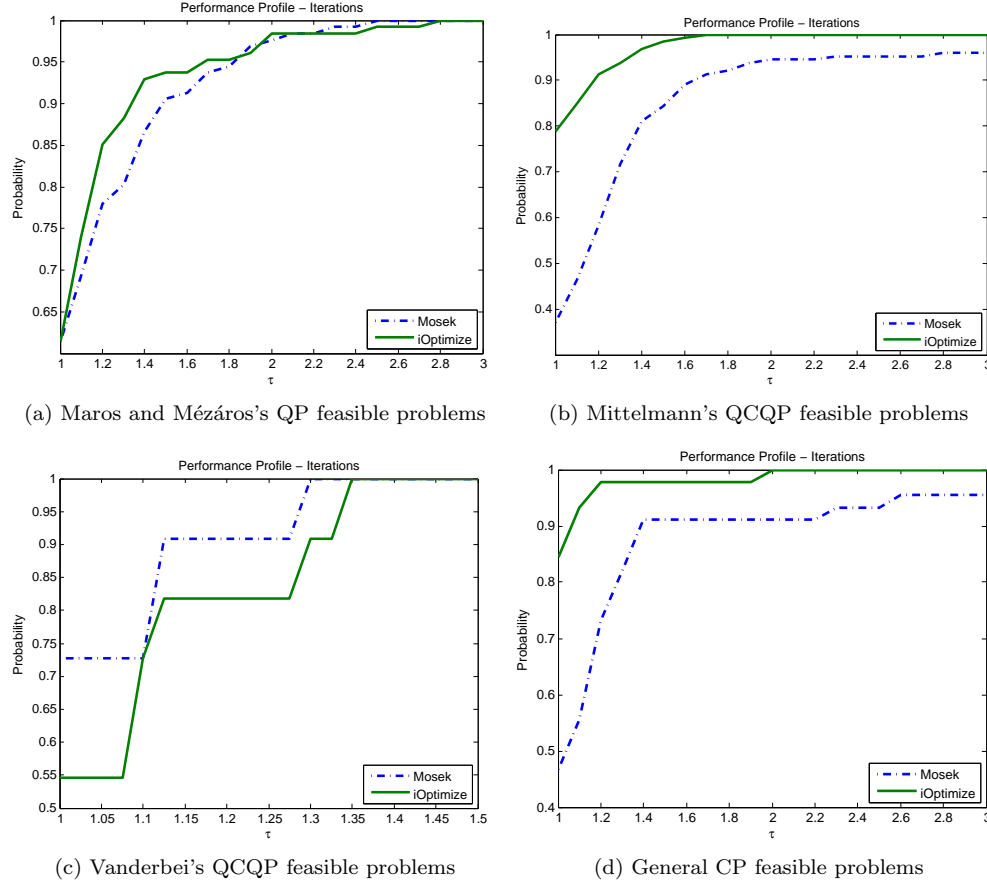 Performance Profile – Iterations
1
0.95
0.9
0.85
0.8
0.75
0.7
0.65
Probability
1 1.2 1.4 1.6 1.8 2 2.2 2.4 2.6 2.8 3
τ
Mosek
iOptimize
(a) Maros and Mézáros's QP feasible problems
Performance Profile – Iterations
1
0.9
0.8
0.7
0.6
0.5
0.4
Probability
1 1.2 1.4 1.6 1.8 2 2.2 2.4 2.6 2.8 3
τ
Mosek
iOptimize
(b) Mittelmann's QCQP feasible problems
Performance Profile – Iterations
1
0.95
0.9
0.85
0.8
0.75
0.7
0.65
0.6
0.55
0.5
Probability
1 1.05 1.1 1.15 1.2 1.25 1.3 1.35 1.4 1.45 1.5
τ
Mosek
iOptimize
(c) Vanderbei's QCQP feasible problems
Performance Profile – Iterations
1
0.9
0.8
0.7
0.6
0.5
0.4
Probability
1 1.2 1.4 1.6 1.8 2 2.2 2.4 2.6 2.8 3
τ
Mosek
iOptimize
(d) General CP feasible problems